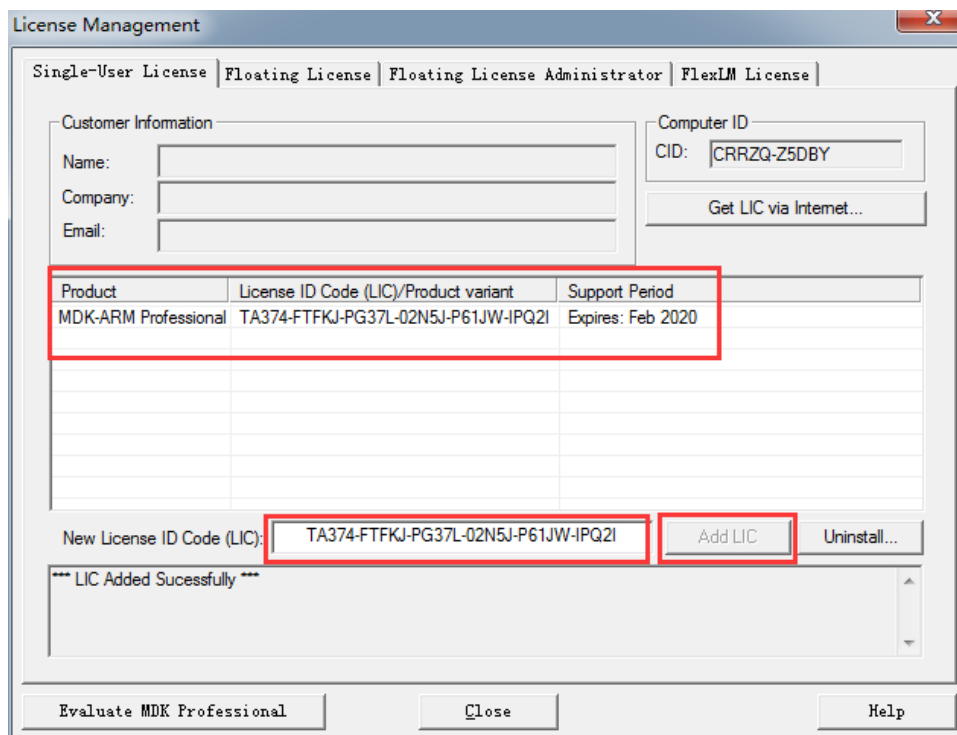 License Management
Single-User License
Floating License
Floating License Administrator
FlexLM License
Customer Information
Name:
Company:
Email:
Computer ID
CID: CRRZQ-Z5DBY
Get LIC via Internet...
Product License ID Code (LIC)/Product variant Support Period
MDK-ARM Professional TA374-FTFKJ-PG37L-02N5J-P61JW-IPQ2I Expires: Feb 2020
New License ID Code (LIC): TA374-FTFKJ-PG37L-02N5J-P61JW-IPQ2I Add LIC Uninstall...
*** LIC Added Sucessfully ***
Evaluate MDK Professional Close Help